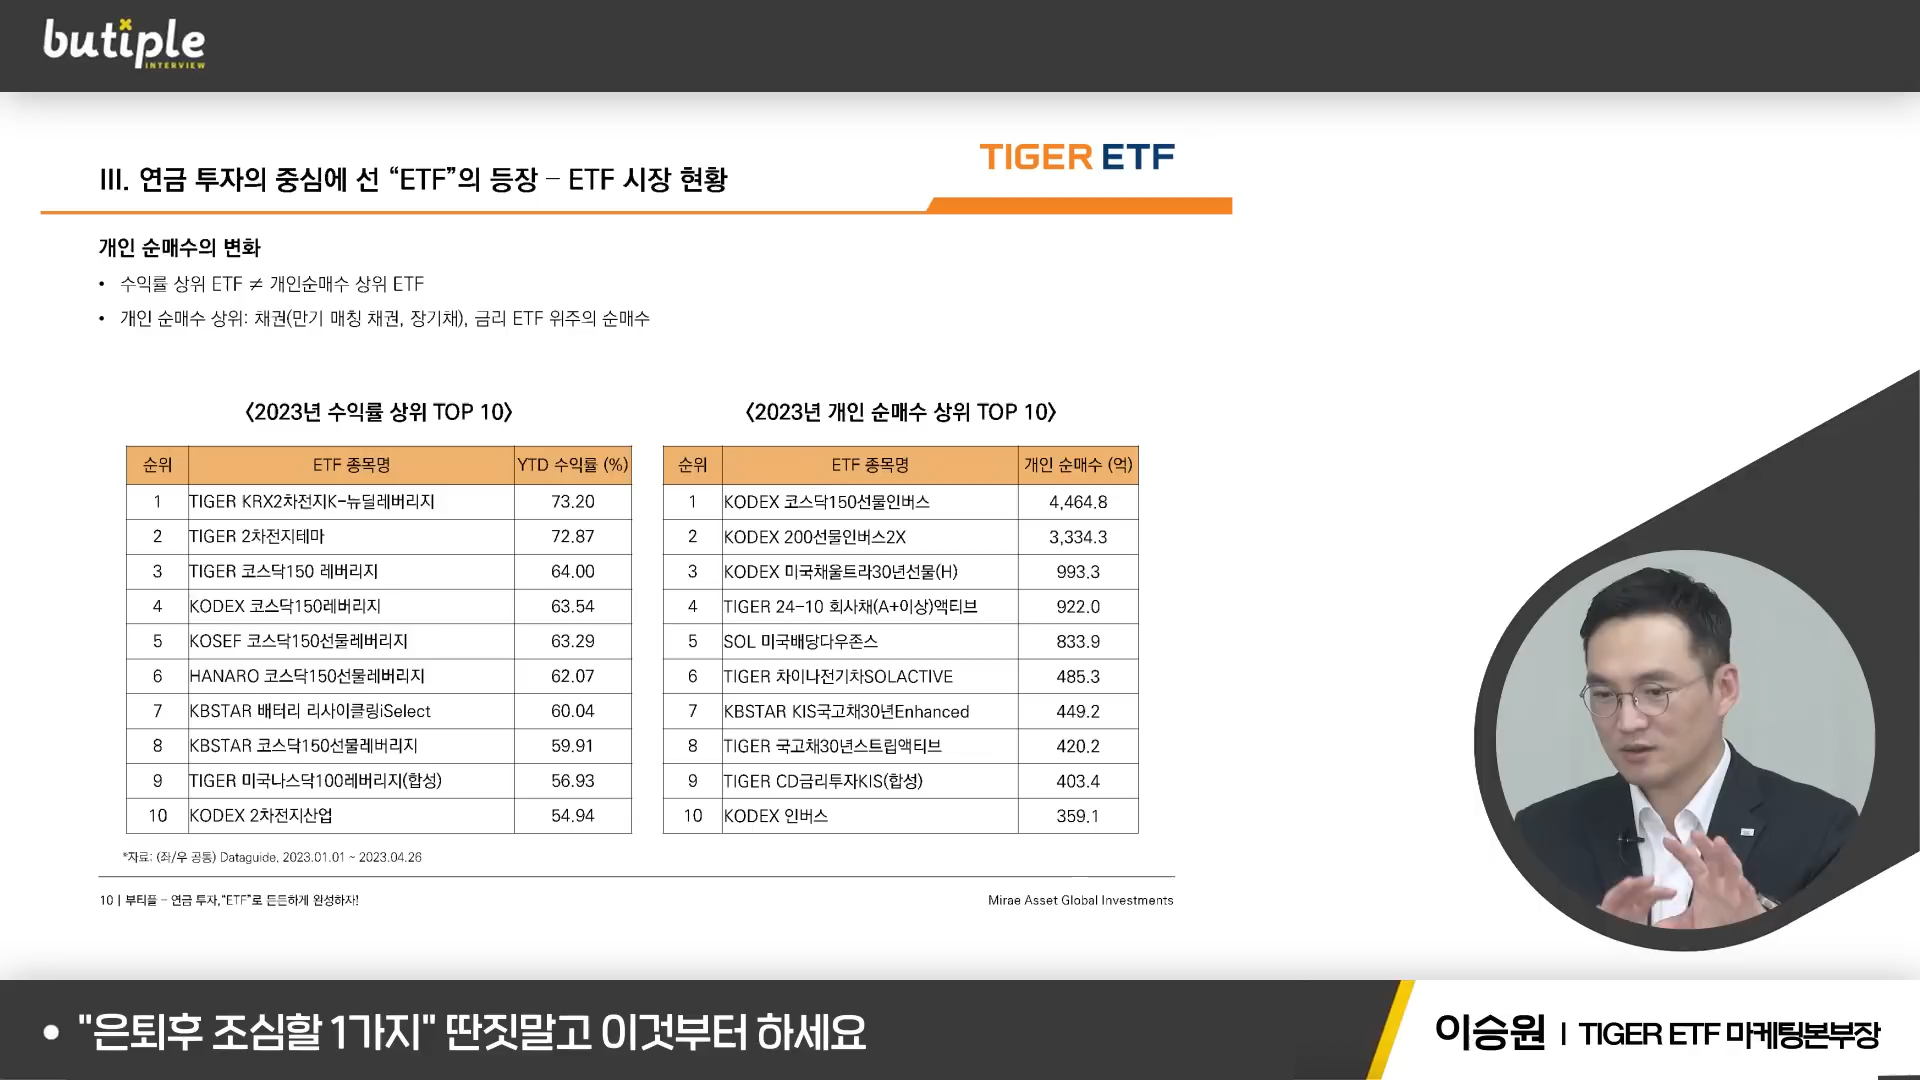 butiple
INTERVIEW
TIGER ETF
III. 연금 투자의 중심에 선 “ETF”의 등장 – ETF 시장 현황
개인 순매수의 변화
• 수익률 상위 ETF ≠ 개인순매수 상위 ETF
• 개인 순매수 상위: 채권(만기 매칭 채권, 장기채), 금리 ETF 위주의 순매수
<2023년 수익률 상위 TOP 10>
순위 ETF 종목명 YTD 수익률 (%)
1 TIGER KRX2차전지K-뉴딜레버리지 73.20
2 TIGER 2차전지테마 72.87
3 TIGER 코스닥150 레버리지 64.00
4 KODEX 코스닥150레버리지 63.54
5 KOSEF 코스닥150선물레버리지 63.29
6 HANARO 코스닥150선물레버리지 62.07
7 KBSTAR 배터리 리사이클링iSelect 60.04
8 KBSTAR 코스닥150선물레버리지 59.91
9 TIGER 미국나스닥100레버리지(합성) 56.93
10 KODEX 2차전지산업 54.94
<2023년 개인 순매수 상위 TOP 10>
순위 ETF 종목명 개인 순매수 (억)
1 KODEX 코스닥150선물인버스 4,464.8
2 KODEX 200선물인버스2X 3,334.3
3 KODEX 미국채울트라30년선물(H) 993.3
4 TIGER 24-10 회사채(A+이상)액티브 922.0
5 SOL 미국배당다우존스 833.9
6 TIGER 차이나전기차SOLACTIVE 485.3
7 KBSTAR KIS국고채30년Enhanced 449.2
8 TIGER 국고채30년스트립액티브 420.2
9 TIGER CD금리투자KIS(합성) 403.4
10 KODEX 인버스 359.1
*자료: (좌/우 공통) Dataguide, 2023.01.01 ~ 2023.04.26
10 | 부티플 – 연금 투자,“ETF”로 든든하게 완성하자!
Mirae Asset Global Investments
• "은퇴후 조심할 1가지" 딴짓말고 이것부터 하세요
이승원 | TIGER ETF 마케팅본부장